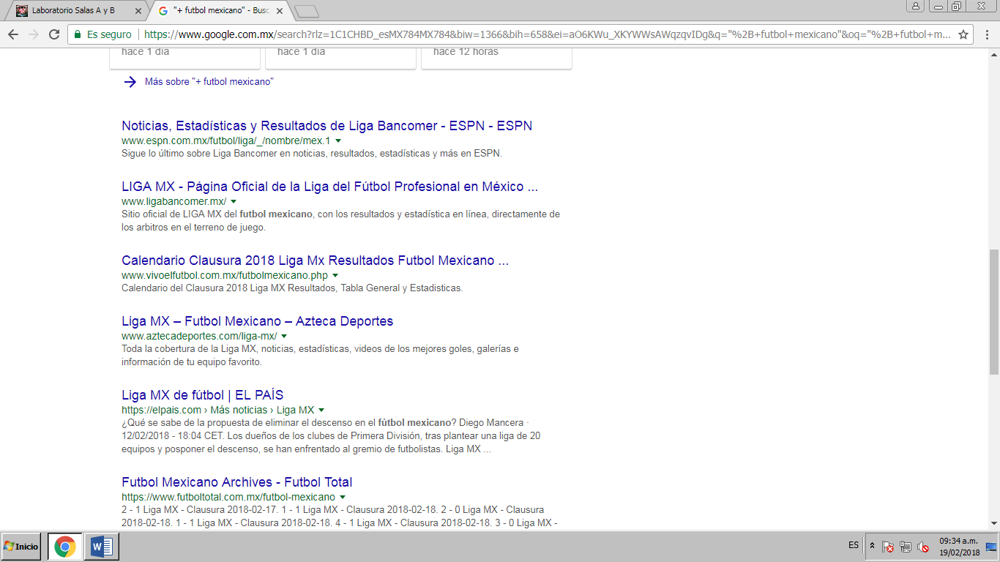 Laboratorio Salas A y B
"+ futbol mexicano" - Busc
Es seguro
https://www.google.com.mx/search?rlz=1C1CHBD_esMX784MX784&biw=1366&bih=658&ei=aO6KWu_XKYWWsAWqzqvIDg&q="%2B+futbol+mexicano"&oq="%2B+futbol+m...
hace 1 día
hace 1 día
hace 12 horas
Más sobre "+ futbol mexicano"
Noticias, Estadísticas y Resultados de Liga Bancomer - ESPN - ESPN
www.espn.com.mx/futbol/liga/_/nombre/mex.1
Sigue lo último sobre Liga Bancomer en noticias, resultados, estadísticas y más en ESPN.
LIGA MX - Página Oficial de la Liga del Fútbol Profesional en México ...
www.ligabancomer.mx/
Sitio oficial de LIGA MX del futbol mexicano, con los resultados y estadística en línea, directamente de
los arbitros en el terreno de juego.
Calendario Clausura 2018 Liga Mx Resultados Futbol Mexicano ...
www.vivoelfutbol.com.mx/futbolmexicano.php
Calendario del Clausura 2018 Liga MX Resultados, Tabla General y Estadisticas.
Liga MX – Futbol Mexicano – Azteca Deportes
www.aztecadeportes.com/liga-mx/
Toda la cobertura de la Liga MX, noticias, estadísticas, videos de los mejores goles, galerías e
información de tu equipo favorito.
Liga MX de fútbol | EL PAÍS
https://elpais.com › Más noticias › Liga MX
¿Qué se sabe de la propuesta de eliminar el descenso en el fútbol mexicano? Diego Mancera ·
12/02/2018 - 18:04 CET. Los dueños de los clubes de Primera División, tras plantear una liga de 20
equipos y posponer el descenso, se han enfrentado al gremio de futbolistas. Liga MX ...
Futbol Mexicano Archives - Futbol Total
https://www.futboltotal.com.mx/futbol-mexicano
2 - 1 Liga MX - Clausura 2018-02-17. 1 - 1 Liga MX - Clausura 2018-02-18. 2 - 0 Liga MX - Clausura
2018-02-18. 1 - 1 Liga MX - Clausura 2018-02-18. 4 - 1 Liga MX - Clausura 2018-02-18. 3 - 0 Liga MX -
Inicio
ES
09:34 a.m.
19/02/2018